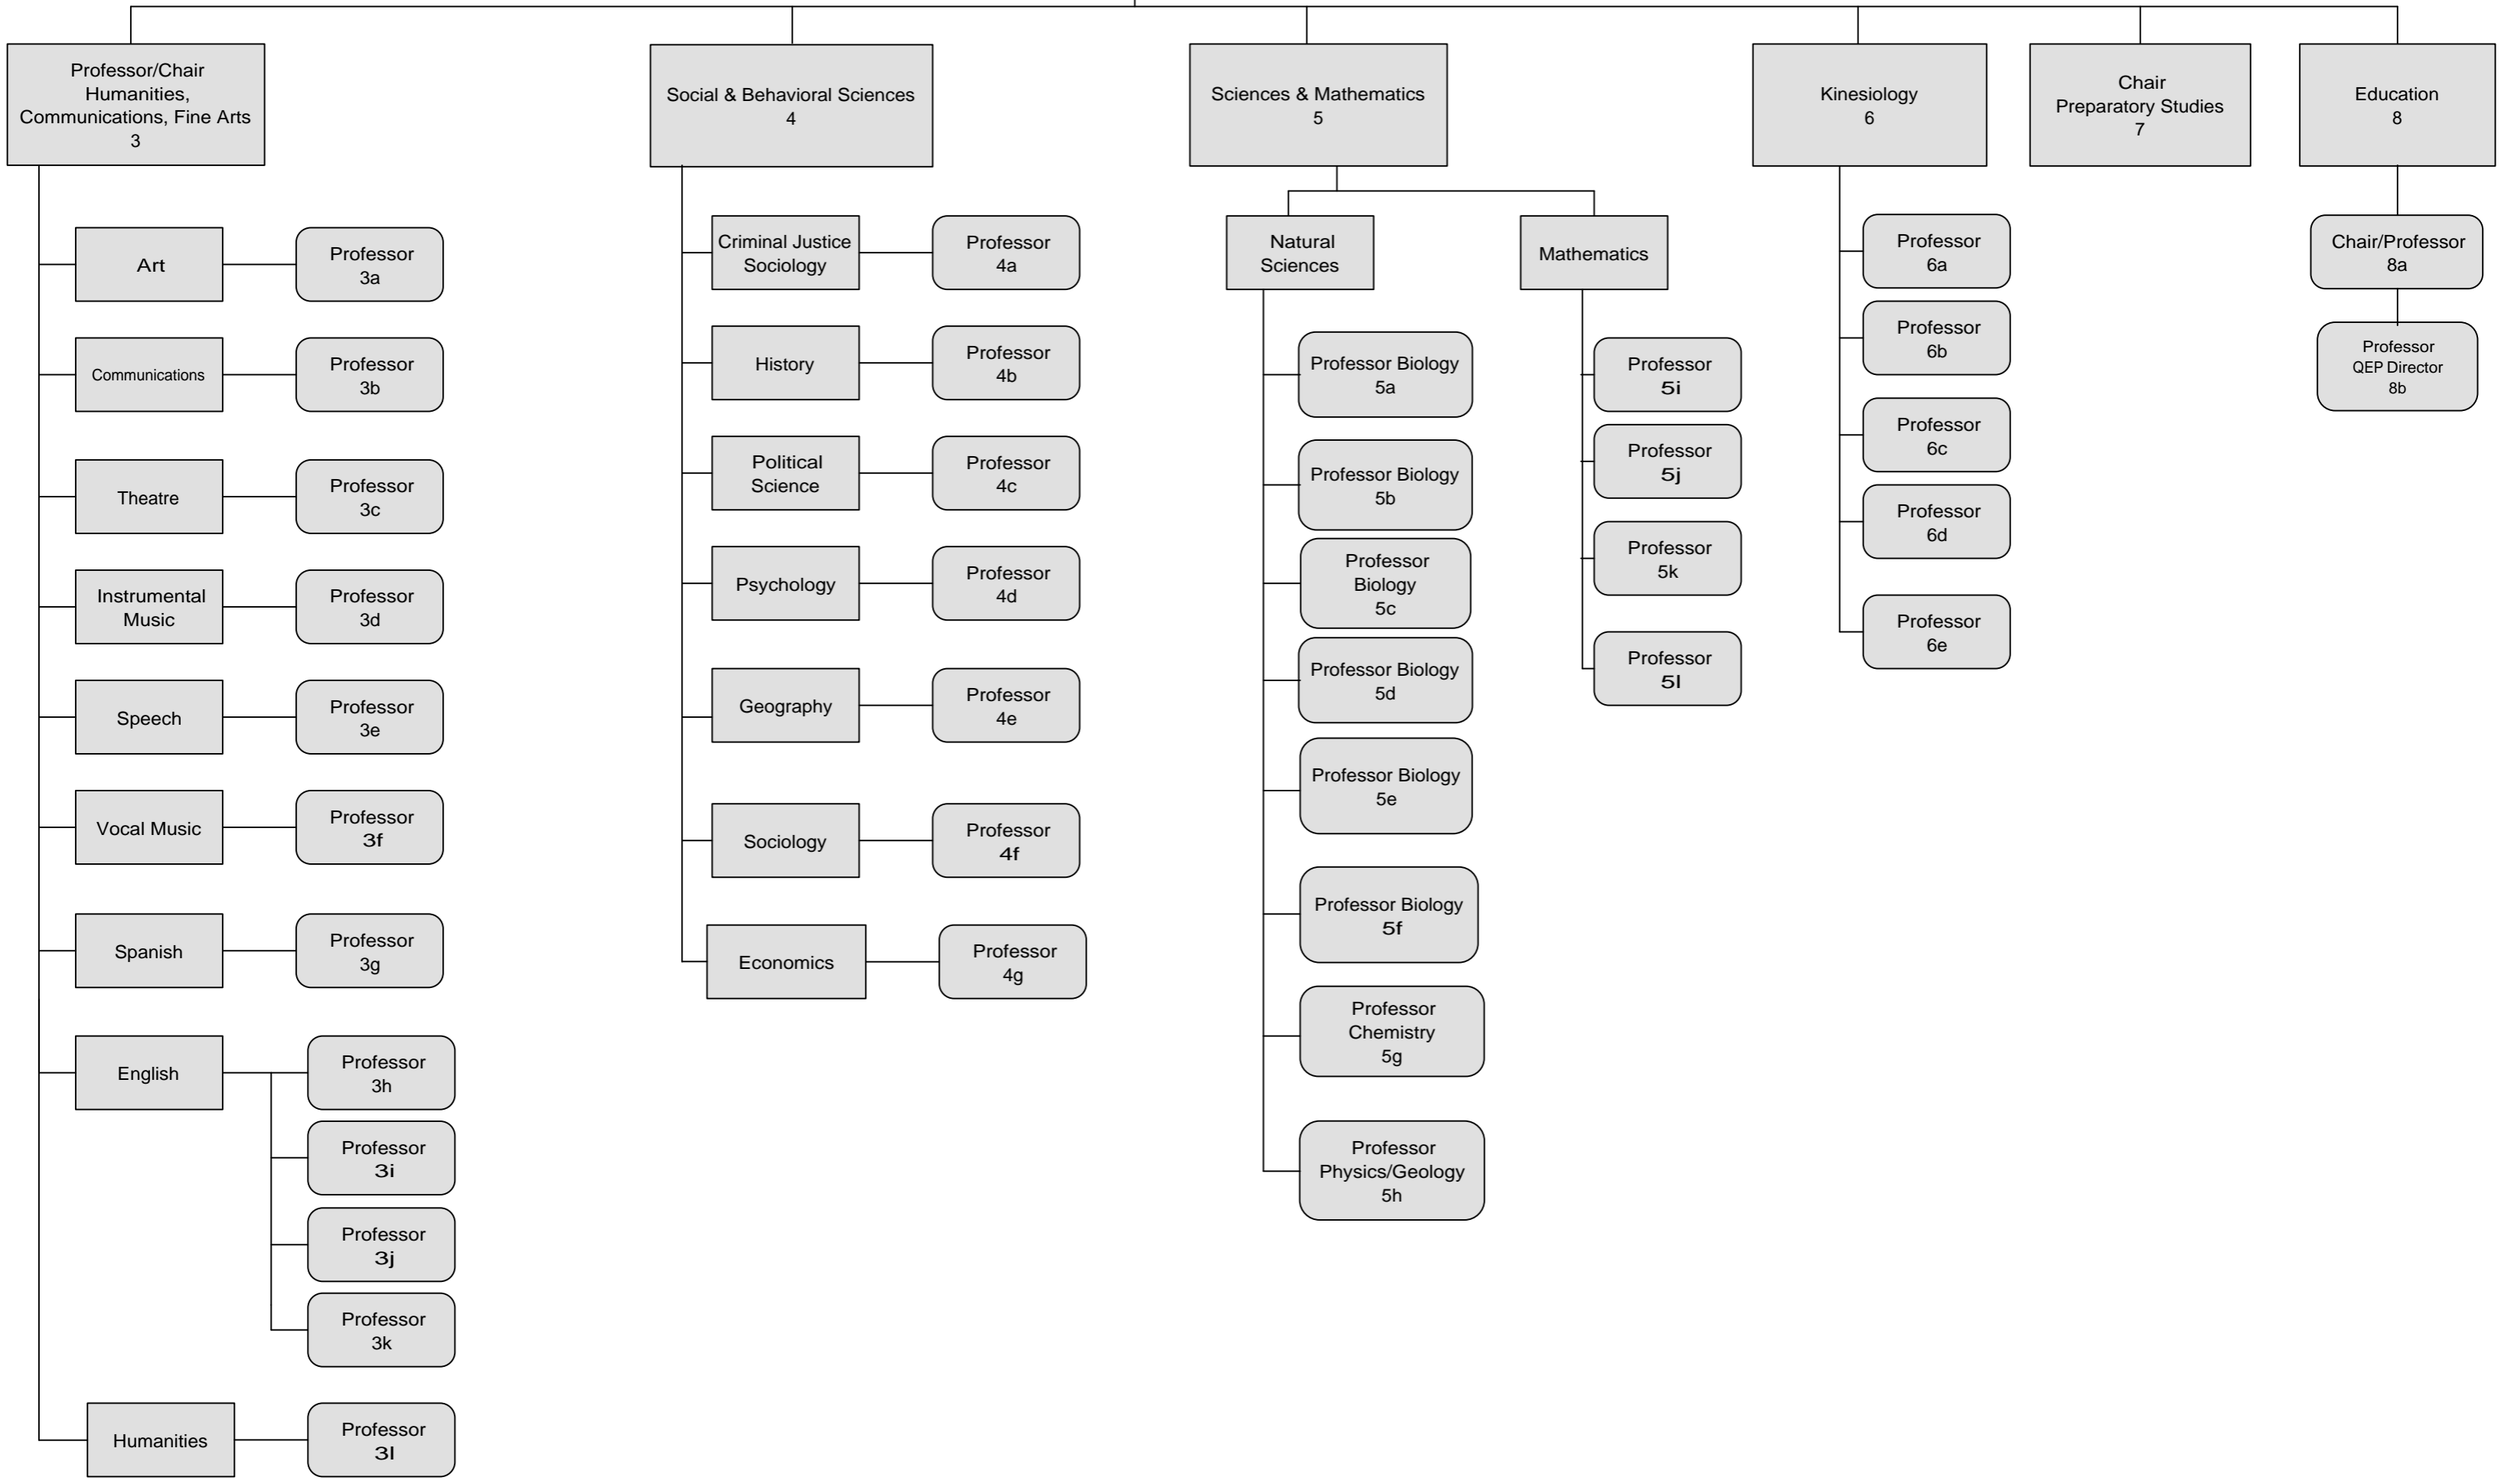 Professor/Chair
Humanities,
Communications, Fine Arts
3
Art
Professor
3a
Communications
Professor
3b
Theatre
Professor
3c
Instrumental
Music
Professor
3d
Speech
Professor
3e
Vocal Music
Professor
3f
Spanish
Professor
3g
English
Professor
3h
Professor
3i
Professor
3j
Professor
3k
Humanities
Professor
3l
Social & Behavioral Sciences
4
Criminal Justice
Sociology
Professor
4a
History
Professor
4b
Political
Science
Professor
4c
Psychology
Professor
4d
Geography
Professor
4e
Sociology
Professor
4f
Economics
Professor
4g
Sciences & Mathematics
5
Natural
Sciences
Professor Biology
5a
Professor Biology
5b
Professor
Biology
5c
Professor Biology
5d
Professor Biology
5e
Professor Biology
5f
Professor
Chemistry
5g
Professor
Physics/Geology
5h
Mathematics
Professor
5i
Professor
5j
Professor
5k
Professor
5l
Kinesiology
6
Professor
6a
Professor
6b
Professor
6c
Professor
6d
Professor
6e
Chair
Preparatory Studies
7
Education
8
Chair/Professor
8a
Professor
QEP Director
8b